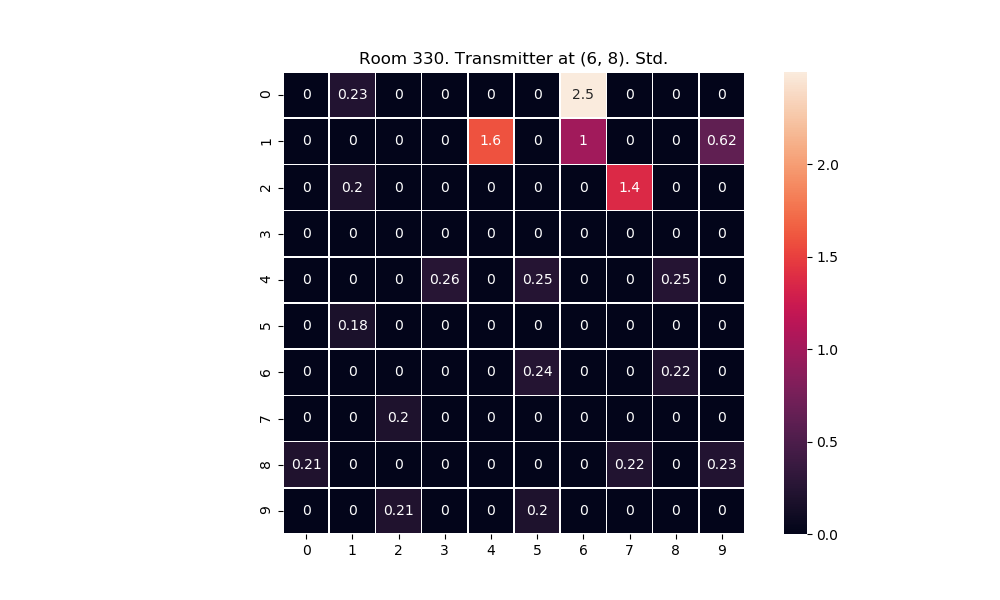 Room 330. Transmitter at (6, 8). Std.
0 0 0.23 0 0 0 0 2.5 0 0 0
1 0 0 0 0 1.6 0 1 0 0 0.62
2 0 0.2 0 0 0 0 0 1.4 0 0
3 0 0 0 0 0 0 0 0 0 0
4 0 0 0 0.26 0 0.25 0 0 0.25 0
5 0 0.18 0 0 0 0 0 0 0 0
6 0 0 0 0 0 0.24 0 0 0.22 0
7 0 0 0.2 0 0 0 0 0 0 0
8 0.21 0 0 0 0 0 0 0.22 0 0.23
9 0 0 0.21 0 0 0.2 0 0 0 0
0 1 2 3 4 5 6 7 8 9
2.0
1.5
1.0
0.5
0.0